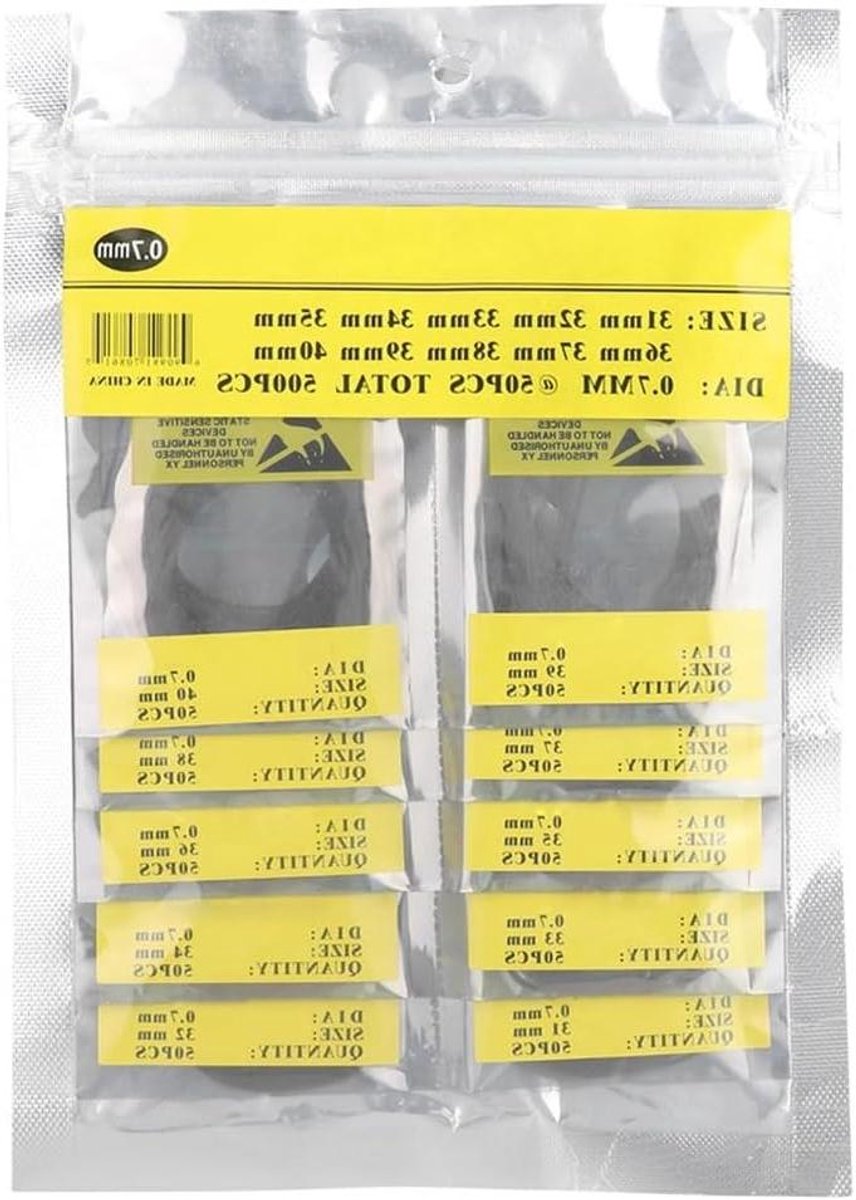 0.7mm
SIZE: 31mm 32mm 33mm 34mm 35mm
36mm 37mm 38mm 39mm 40mm
DIA: 0.7MM @ 50PCS TOTAL 500PCS
MADE IN CHINA
DEVICES
NOT TO BE HANDLED
BY UNAUTHORISED
PERSONNEL YX
STATIC SENSITIVE
DEVICES
NOT TO BE HANDLED
BY UNAUTHORISED
PERSONNEL YX
DIA: 0.7mm
SIZE: 39 mm
QUANTITY: 50PCS
DIA: 0.7mm
SIZE: 40 mm
QUANTITY: 50PCS
DIA: 0.7mm
SIZE: 37 mm
QUANTITY: 50PCS
DIA: 0.7mm
SIZE: 38 mm
QUANTITY: 50PCS
DIA: 0.7mm
SIZE: 35 mm
QUANTITY: 50PCS
DIA: 0.7mm
SIZE: 36 mm
QUANTITY: 50PCS
DIA: 0.7mm
SIZE: 33 mm
QUANTITY: 50PCS
DIA: 0.7mm
SIZE: 34 mm
QUANTITY: 50PCS
DIA: 0.7mm
SIZE: 31 mm
QUANTITY: 50PCS
DIA: 0.7mm
SIZE: 32 mm
QUANTITY: 50PCS